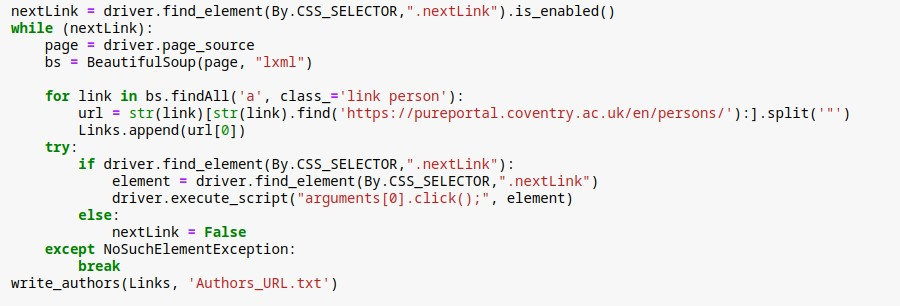 nextLink = driver.find_element(By.CSS_SELECTOR,".nextLink").is_enabled()
while (nextLink):
    page = driver.page_source
    bs = BeautifulSoup(page, "lxml")

    for link in bs.findAll('a', class_='link person'):
        url = str(link)[str(link).find('https://pureportal.coventry.ac.uk/en/persons/'):].split('"')
        Links.append(url[0])
    try:
        if driver.find_element(By.CSS_SELECTOR,".nextLink"):
            element = driver.find_element(By.CSS_SELECTOR,".nextLink")
            driver.execute_script("arguments[0].click();", element)
        else:
            nextLink = False
    except NoSuchElementException:
        break
write_authors(Links, 'Authors_URL.txt')